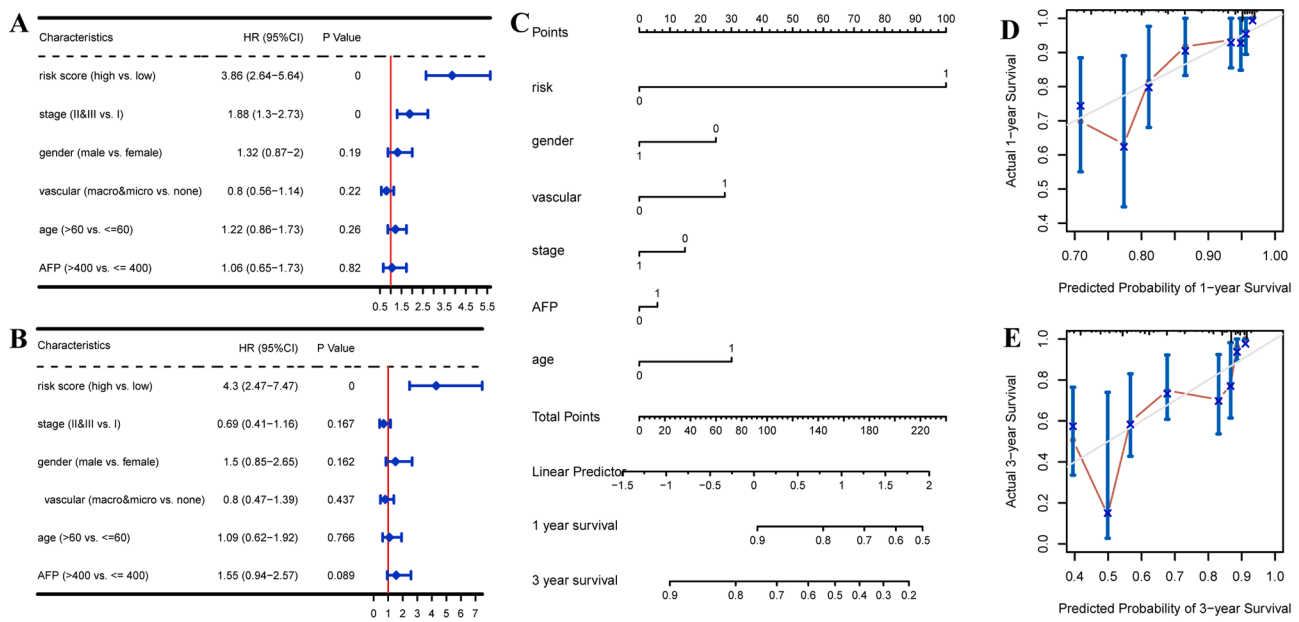 A
Characteristics HR (95%CI) P Value
risk score (high vs. low) 3.86 (2.64−5.64) 0
stage (II&III vs. I) 1.88 (1.3−2.73) 0
gender (male vs. female) 1.32 (0.87−2) 0.19
vascular (macro&micro vs. none) 0.8 (0.56−1.14) 0.22
age (>60 vs. <=60) 1.22 (0.86−1.73) 0.26
AFP (>400 vs. <= 400) 1.06 (0.65−1.73) 0.82
0.5 1.5 2.5 3.5 4.5 5.5
B
Characteristics HR (95%CI) P Value
risk score (high vs. low) 4.3 (2.47−7.47) 0
stage (II&III vs. I) 0.69 (0.41−1.16) 0.167
gender (male vs. female) 1.5 (0.85−2.65) 0.162
vascular (macro&micro vs. none) 0.8 (0.47−1.39) 0.437
age (>60 vs. <=60) 1.09 (0.62−1.92) 0.766
AFP (>400 vs. <= 400) 1.55 (0.94−2.57) 0.089
0 1 2 3 4 5 6 7
C
0 10 20 30 40 50 60 70 80 90 100
Points
1
risk
0
0
gender
1
1
vascular
0
0
stage
1
1
AFP
0
1
age
0
Total Points
0 20 40 60 80 100 120 140 160 180 200 220
Linear Predictor
−1.5 −1 −0.5 0 0.5 1 1.5 2
1 year survival
0.9 0.8 0.7 0.6 0.5
3 year survival
0.9 0.8 0.7 0.6 0.5 0.4 0.3 0.2
D
Actual 1−year Survival
1.0
0.9
0.8
0.7
0.6
0.5
0.4
0.70 0.80 0.90 1.00
Predicted Probability of 1−year Survival
E
Actual 3−year Survival
1.0
0.8
0.6
0.4
0.2
0.0
0.4 0.5 0.6 0.7 0.8 0.9 1.0
Predicted Probability of 3−year Survival